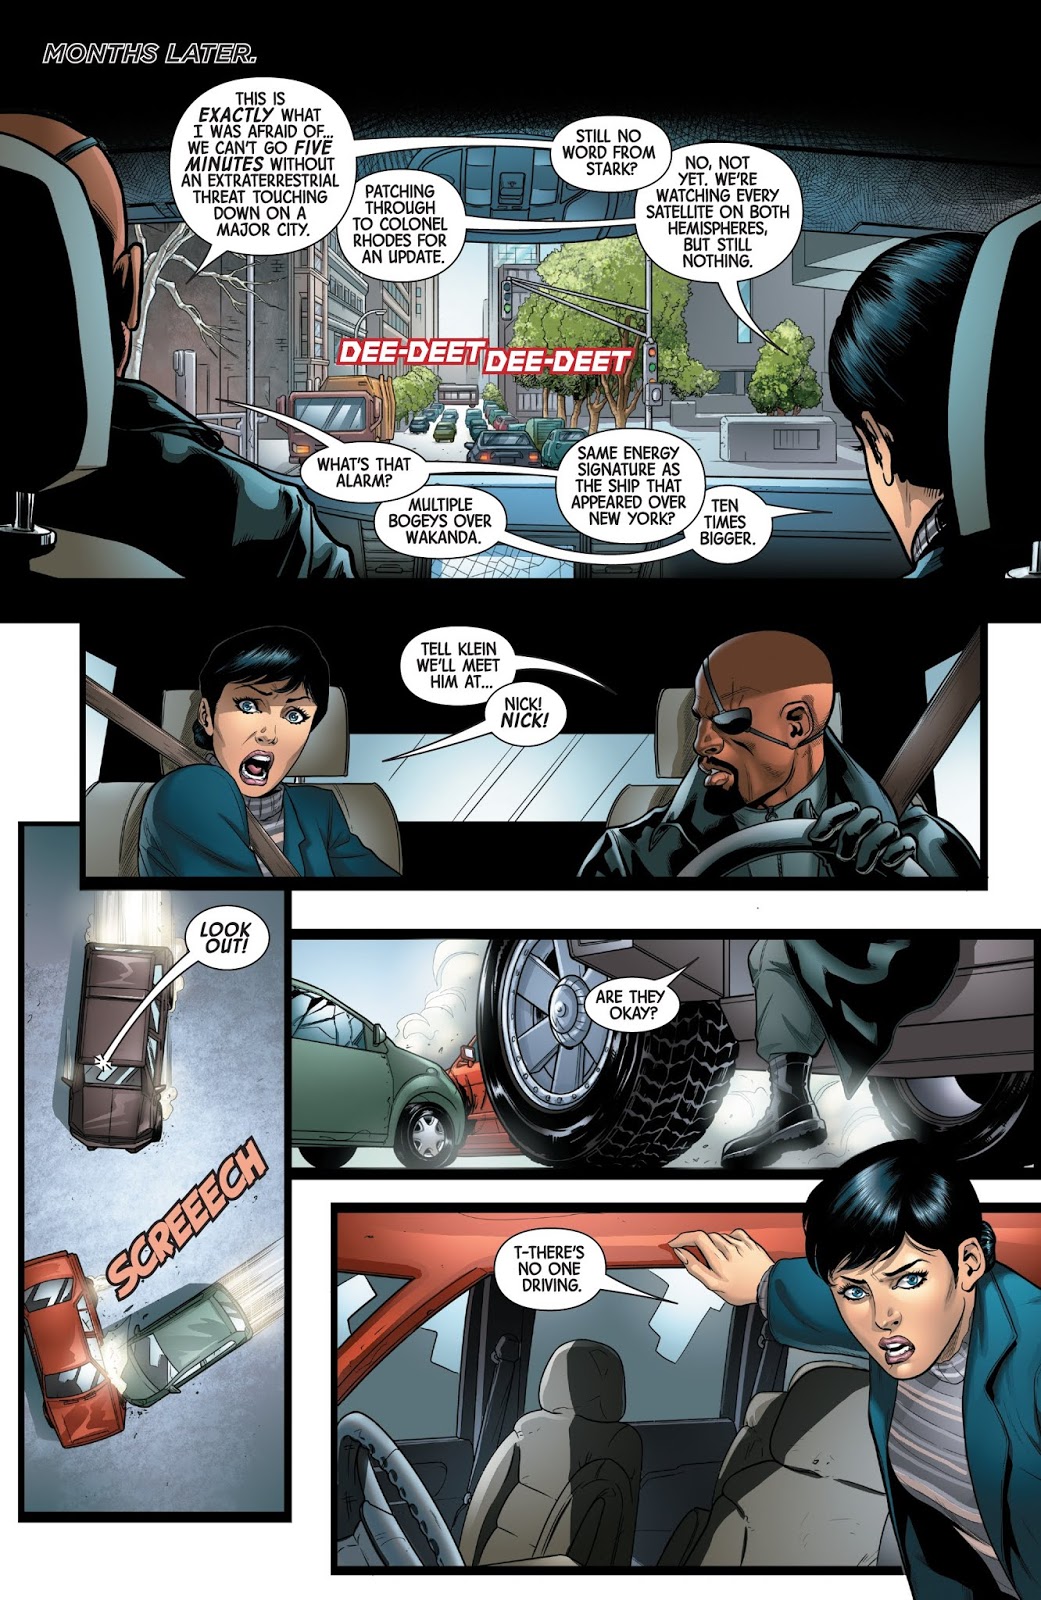 MONTHS LATER.
THIS IS
EXACTLY WHAT
I WAS AFRAID OF...
WE CAN'T GO FIVE
MINUTES WITHOUT
AN EXTRATERRESTRIAL
THREAT TOUCHING
DOWN ON A
MAJOR CITY.
STILL NO
WORD FROM
STARK?
PATCHING
THROUGH
TO COLONEL
RHODES FOR
AN UPDATE.
NO, NOT
YET. WE'RE
WATCHING EVERY
SATELLITE ON BOTH
HEMISPHERES,
BUT STILL
NOTHING.
DEE-DEET
DEE-DEET
WHAT'S THAT
ALARM?
MULTIPLE
BOGEYS OVER
WAKANDA.
SAME ENERGY
SIGNATURE AS
THE SHIP THAT
APPEARED OVER
NEW YORK?
TEN
TIMES
BIGGER.
TELL KLEIN
WE'LL MEET
HIM AT...
NICK!
NICK!
LOOK
OUT!
SCREEECH
ARE THEY
OKAY?
T-THERE'S
NO ONE
DRIVING.